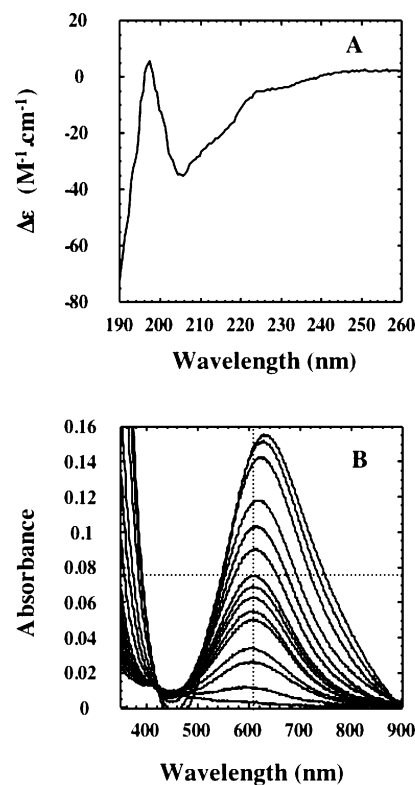 A
20
0
-20
-40
-60
-80
Δε (M⁻¹.cm⁻¹)
190 200 210 220 230 240 250 260
Wavelength (nm)
B
0.16
0.14
0.12
0.1
0.08
0.06
0.04
0.02
0
Absorbance
400 500 600 700 800 900
Wavelength (nm)